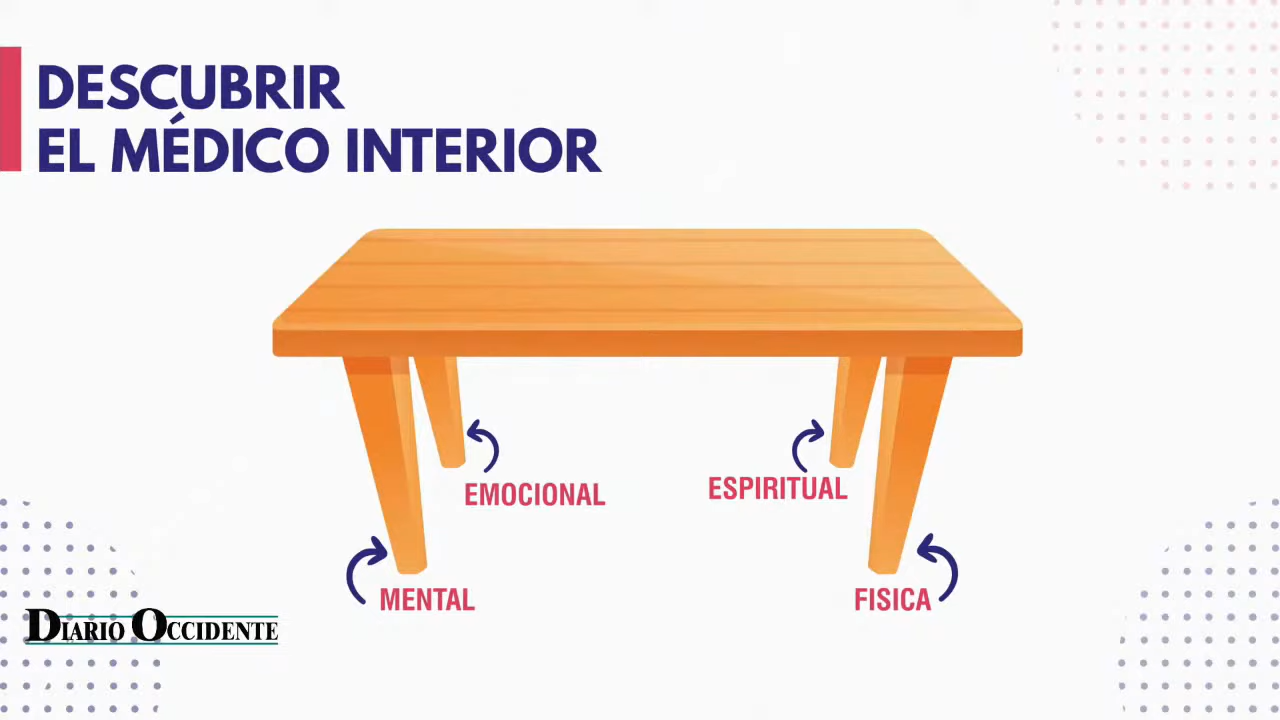 DESCUBRIR
EL MÉDICO INTERIOR
EMOCIONAL
ESPIRITUAL
MENTAL
FISICA
DIARIO OCCIDENTE